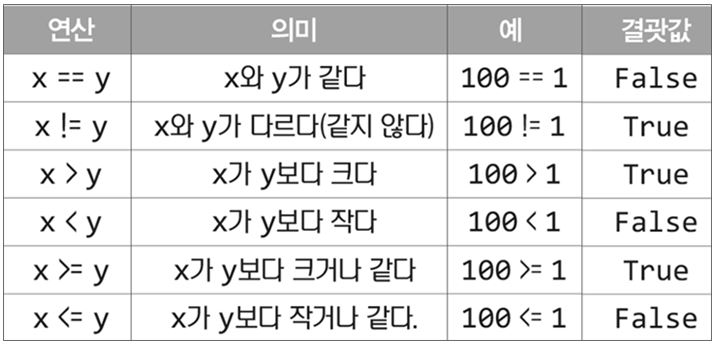 연산 의미 예 결괏값
x == y x와 y가 같다 100 == 1 False
x != y x와 y가 다르다(같지 않다) 100 != 1 True
x > y x가 y보다 크다 100 > 1 True
x < y x가 y보다 작다 100 < 1 False
x >= y x가 y보다 크거나 같다 100 >= 1 True
x <= y x가 y보다 작거나 같다. 100 <= 1 False